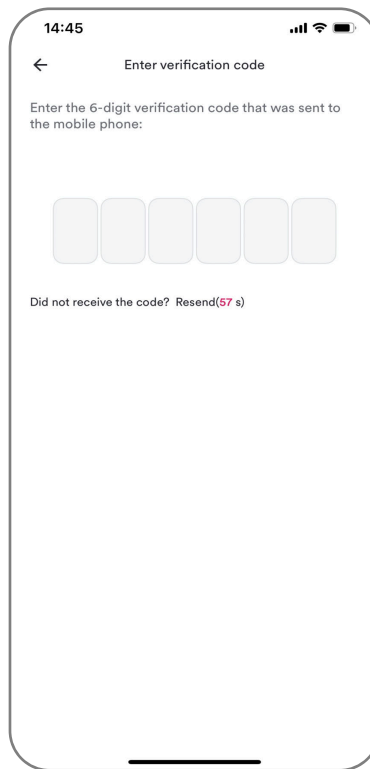 14:45
Enter verification code
Enter the 6-digit verification code that was sent to
the mobile phone:
Did not receive the code? Resend(57 s)